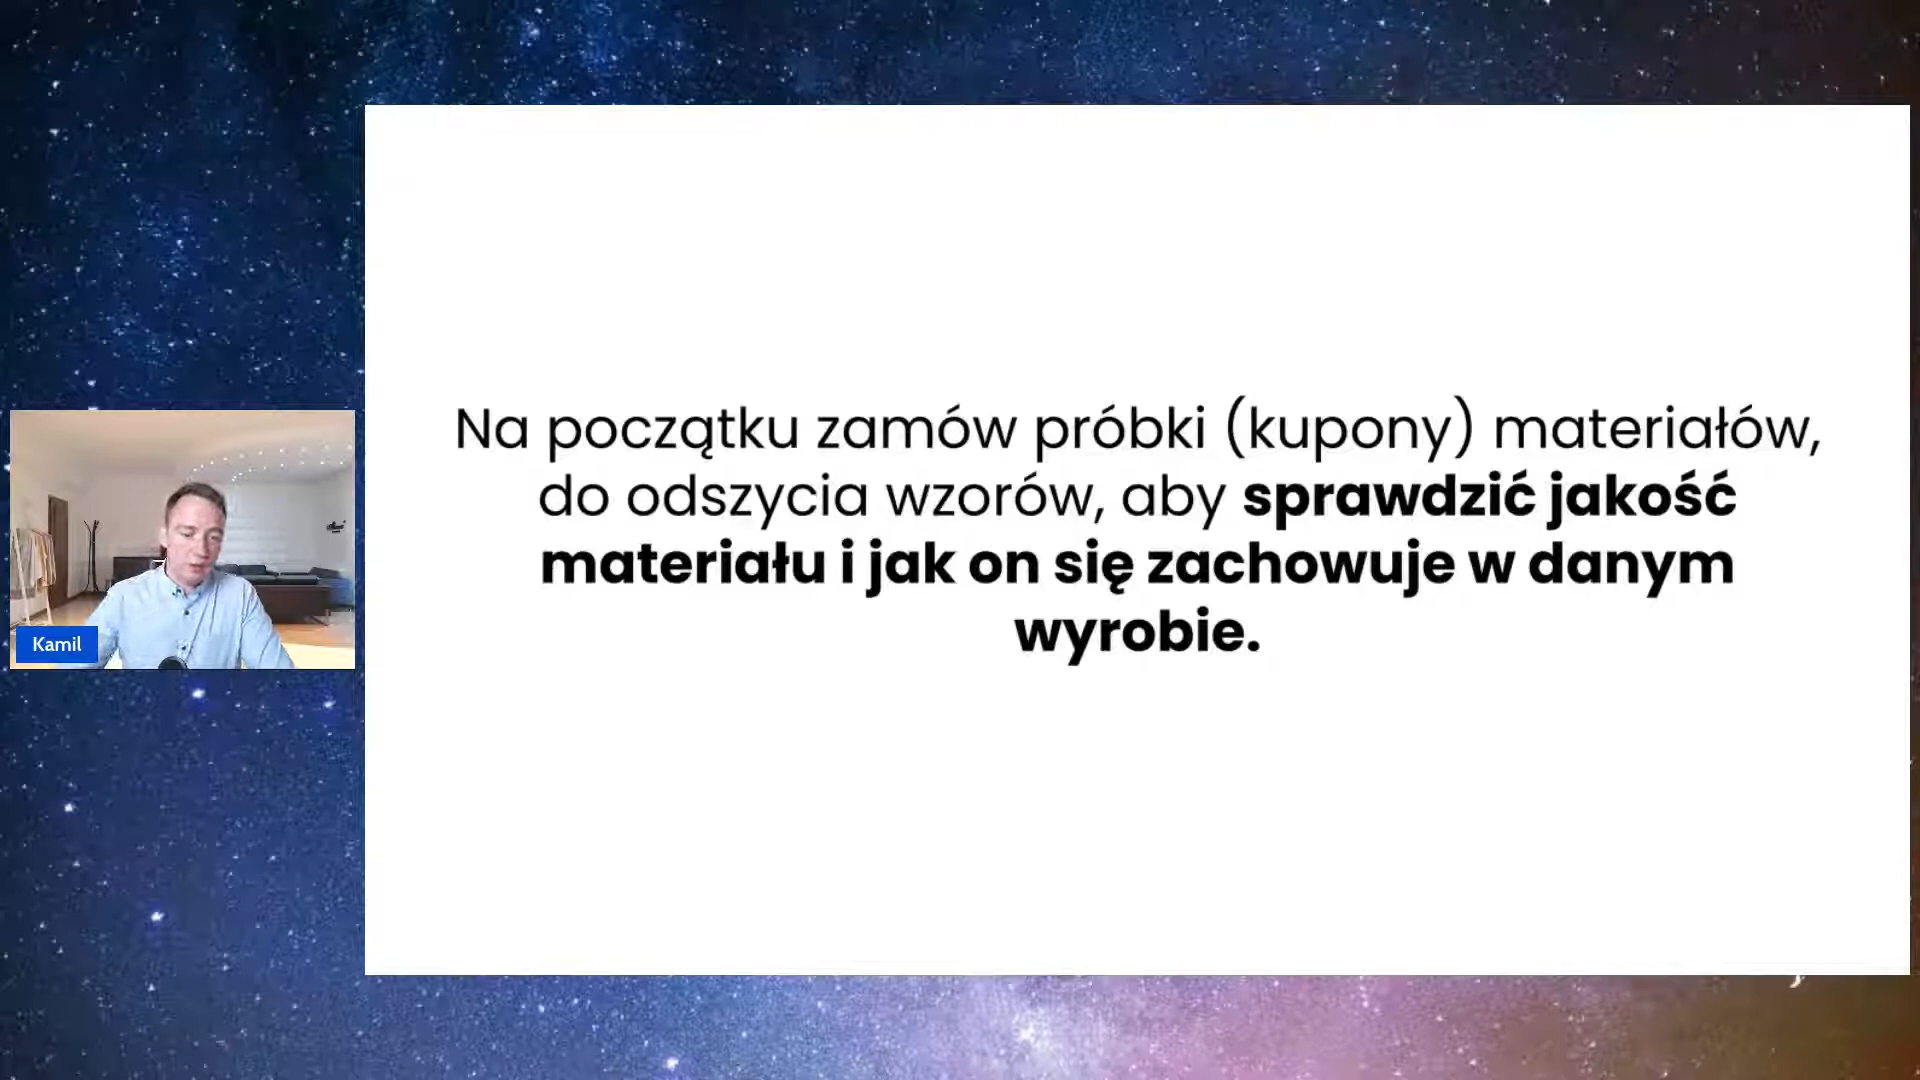 Na początku zamów próbki (kupony) materiałów,
do odszycia wzorów, aby sprawdzić jakość
materiału i jak on się zachowuje w danym
wyrobie.
Kamil